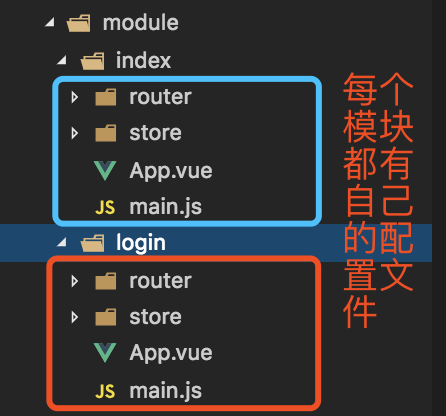 module
index
router
store
App.vue
JS main.js
login
router
store
App.vue
JS main.js
每个
模块
都有
自己
的配
置文
件